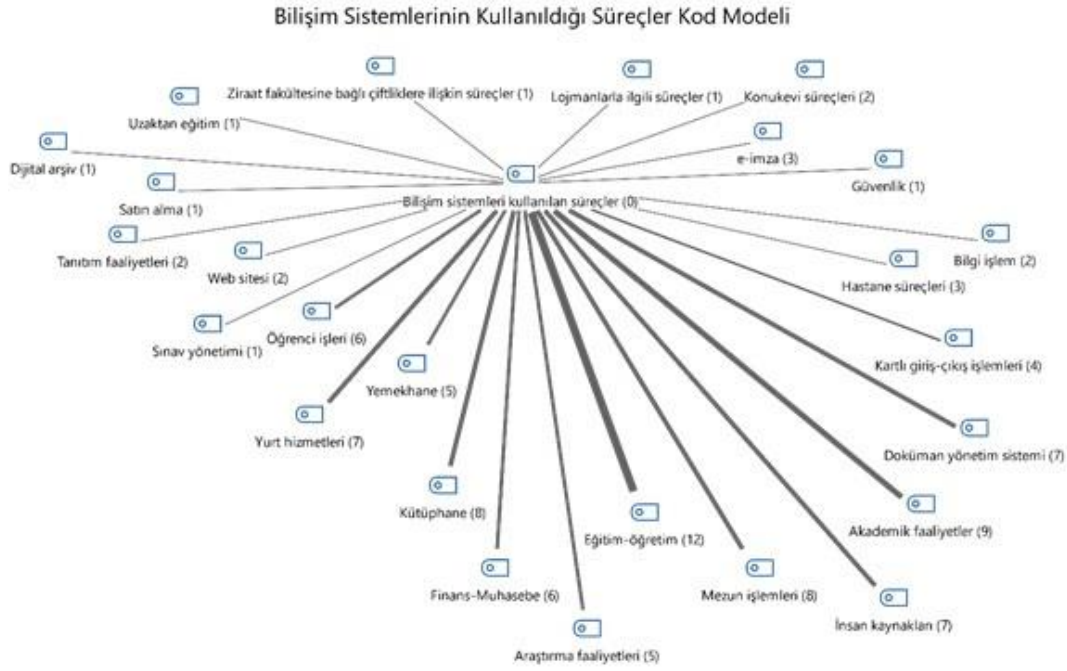 Bilişim Sistemlerinin Kullanıldığı Süreçler Kod Modeli
Ziraat fakültesine bağlı çiftliklere ilişkin süreçler (1)
Lojmanlarla ilgili süreçler (1)
Konukevi süreçleri (2)
Uzaktan eğitim (1)
e-imza (3)
Dijital arşiv (1)
Güvenlik (1)
Satın alma (1)
Bilişim sistemleri kullanılan süreçler (0)
Tanıtım faaliyetleri (2)
Web sitesi (2)
Bilgi işlem (2)
Hastane süreçleri (3)
Sınav yönetimi (1)
Öğrenci işleri (6)
Kartlı giriş-çıkış işlemleri (4)
Yemekhane (5)
Yurt hizmetleri (7)
Doküman yönetim sistemi (7)
Kütüphane (8)
Eğitim-öğretim (12)
Akademik faaliyetler (9)
Finans-Muhasebe (6)
Mezun işlemleri (8)
İnsan kaynakları (7)
Araştırma faaliyetleri (5)